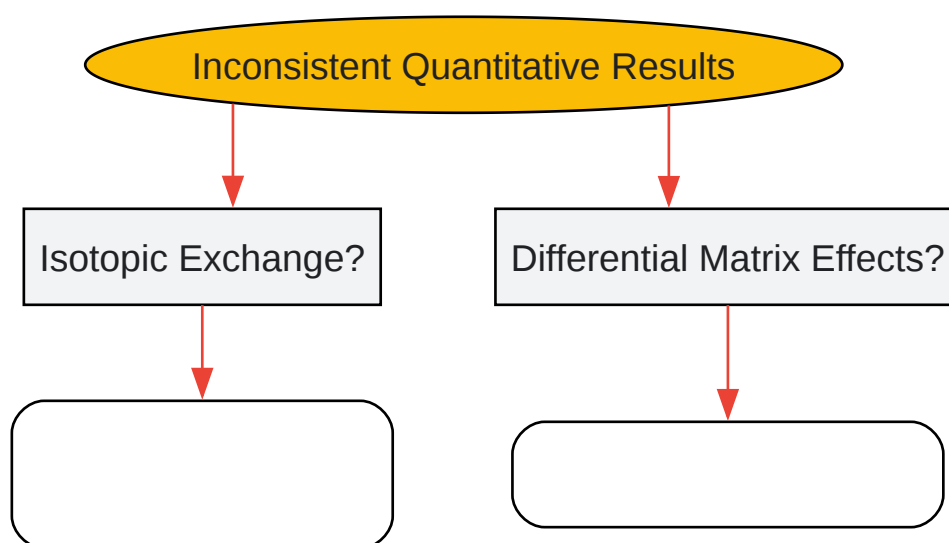 Inconsistent Quantitative Results
Isotopic Exchange?
Differential Matrix Effects?